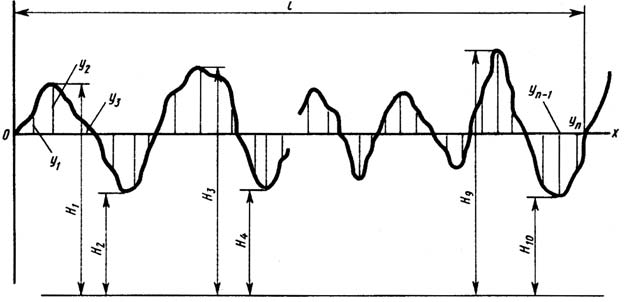 l
y₂
y₃
yₙ₋₁
yₙ
0
x
y₁
H₁
H₂
H₃
H₄
H₉
H₁₀